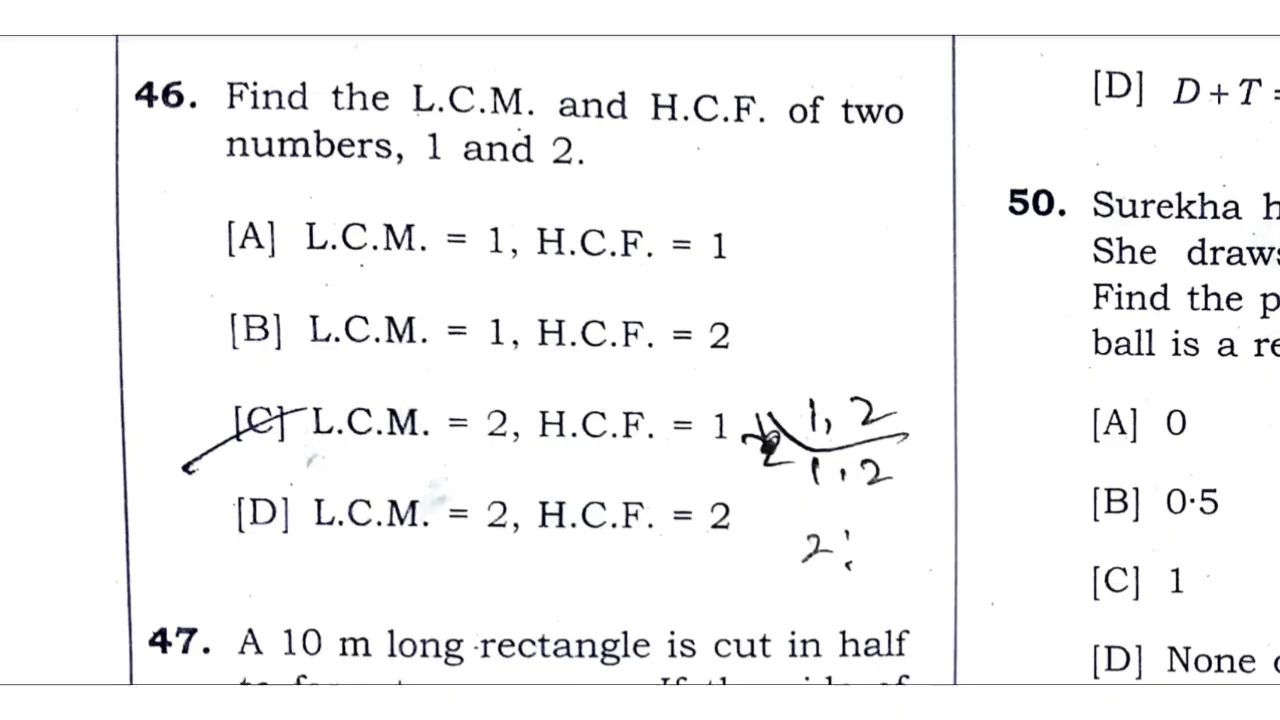 46. Find the L.C.M. and H.C.F. of two
numbers, 1 and 2.
[A] L.C.M. = 1, H.C.F. = 1
[B] L.C.M. = 1, H.C.F. = 2
[C] L.C.M. = 2, H.C.F. = 1
1, 2
1, 2
2
[D] L.C.M. = 2, H.C.F. = 2
47. A 10 m long rectangle is cut in half
[D] D + T =
50. Surekha h
She draws
Find the p
ball is a re
[A] 0
[B] 0·5
[C] 1
[D] None